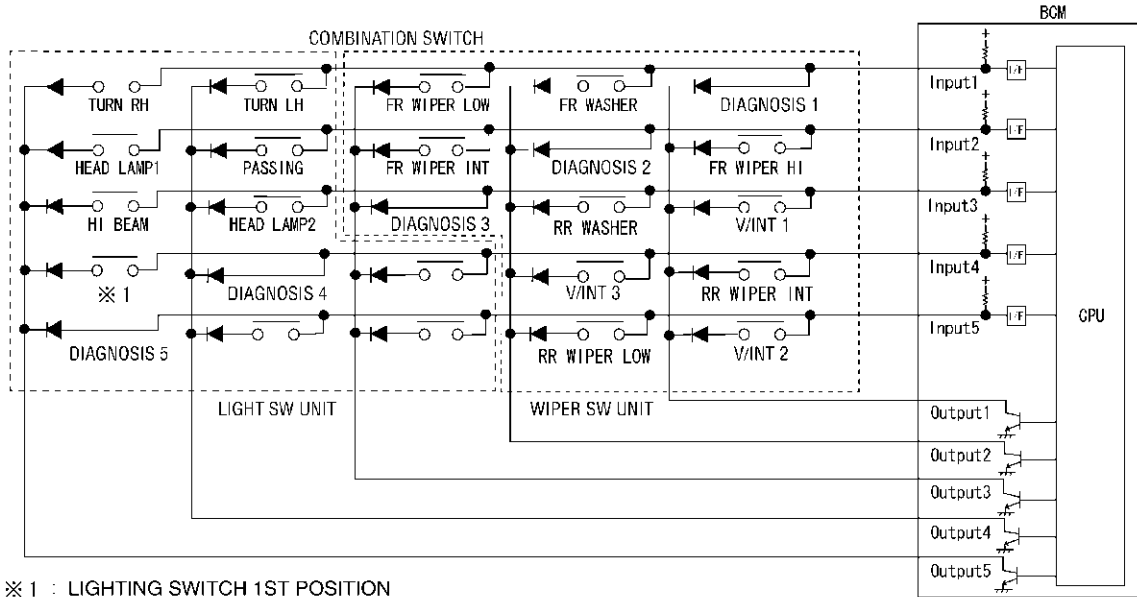 BCM
COMBINATION SWITCH
TURN RH
TURN LH
FR WIPER LOW
FR WASHER
DIAGNOSIS 1
Input1
I/F
HEAD LAMP1
PASSING
FR WIPER INT
DIAGNOSIS 2
FR WIPER HI
Input2
I/F
HI BEAM
HEAD LAMP2
DIAGNOSIS 3
RR WASHER
V/INT 1
Input3
I/F
※1
DIAGNOSIS 4
V/INT 3
RR WIPER INT
Input4
I/F
CPU
DIAGNOSIS 5
RR WIPER LOW
V/INT 2
Input5
I/F
LIGHT SW UNIT
WIPER SW UNIT
Output1
Output2
Output3
Output4
Output5
※1 : LIGHTING SWITCH 1ST POSITION